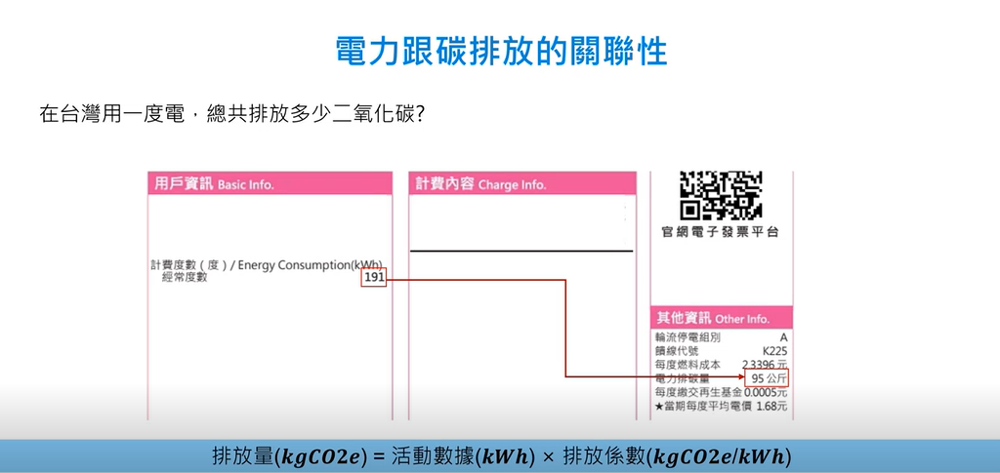 電力跟碳排放的關聯性
在台灣用一度電，總共排放多少二氧化碳?
用戶資訊 Basic Info.
計費度數（度）/ Energy Consumption(kWh)
經常度數 191
計費內容 Charge Info.
官網電子發票平台
其他資訊 Other Info.
輪流停電組別 A
饋線代號 K225
每度燃料成本 2.3396 元
電力排碳量 95 公斤
每度繳交再生基金 0.0005元
★當期每度平均電價 1.68元
排放量(kgCO2e) = 活動數據(kWh) × 排放係數(kgCO2e/kWh)